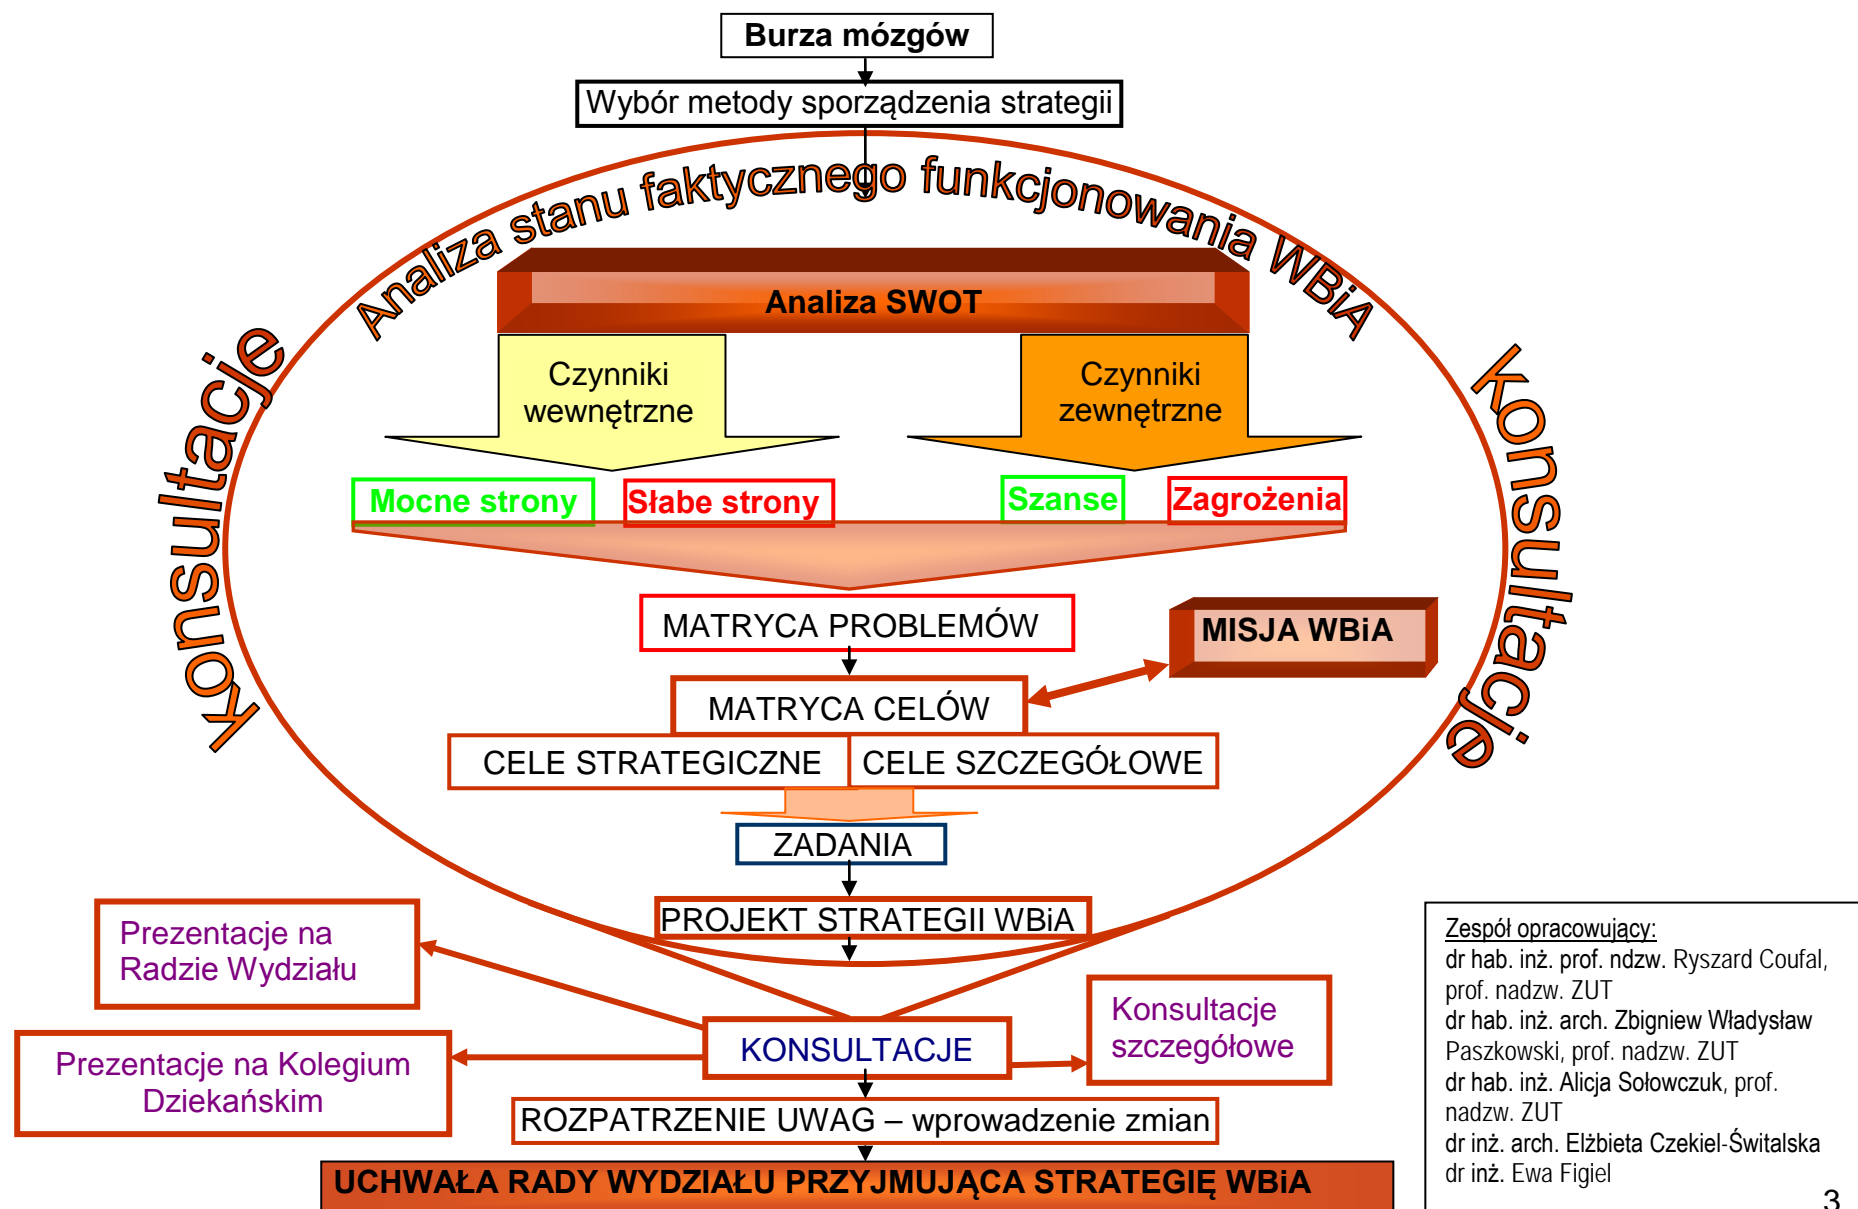 Burza mózgów
Wybór metody sporządzenia strategii
Analiza stanu faktycznego funkcjonowania WBiA
Konsultacje
Konsultacje
Analiza SWOT
Czynniki
wewnętrzne
Czynniki
zewnętrzne
Mocne strony
Słabe strony
Szanse
Zagrożenia
MATRYCA PROBLEMÓW
MISJA WBiA
MATRYCA CELÓW
CELE STRATEGICZNE
CELE SZCZEGÓŁOWE
ZADANIA
PROJEKT STRATEGII WBiA
Prezentacje na
Radzie Wydziału
Prezentacje na Kolegium
Dziekańskim
KONSULTACJE
Konsultacje
szczegółowe
ROZPATRZENIE UWAG – wprowadzenie zmian
UCHWAŁA RADY WYDZIAŁU PRZYJMUJĄCA STRATEGIĘ WBiA
Zespół opracowujący:
dr hab. inż. prof. ndzw. Ryszard Coufal,
prof. nadzw. ZUT
dr hab. inż. arch. Zbigniew Władysław
Paszkowski, prof. nadzw. ZUT
dr hab. inż. Alicja Sołowczuk, prof.
nadzw. ZUT
dr inż. arch. Elżbieta Czekiel-Świtalska
dr inż. Ewa Figiel
3